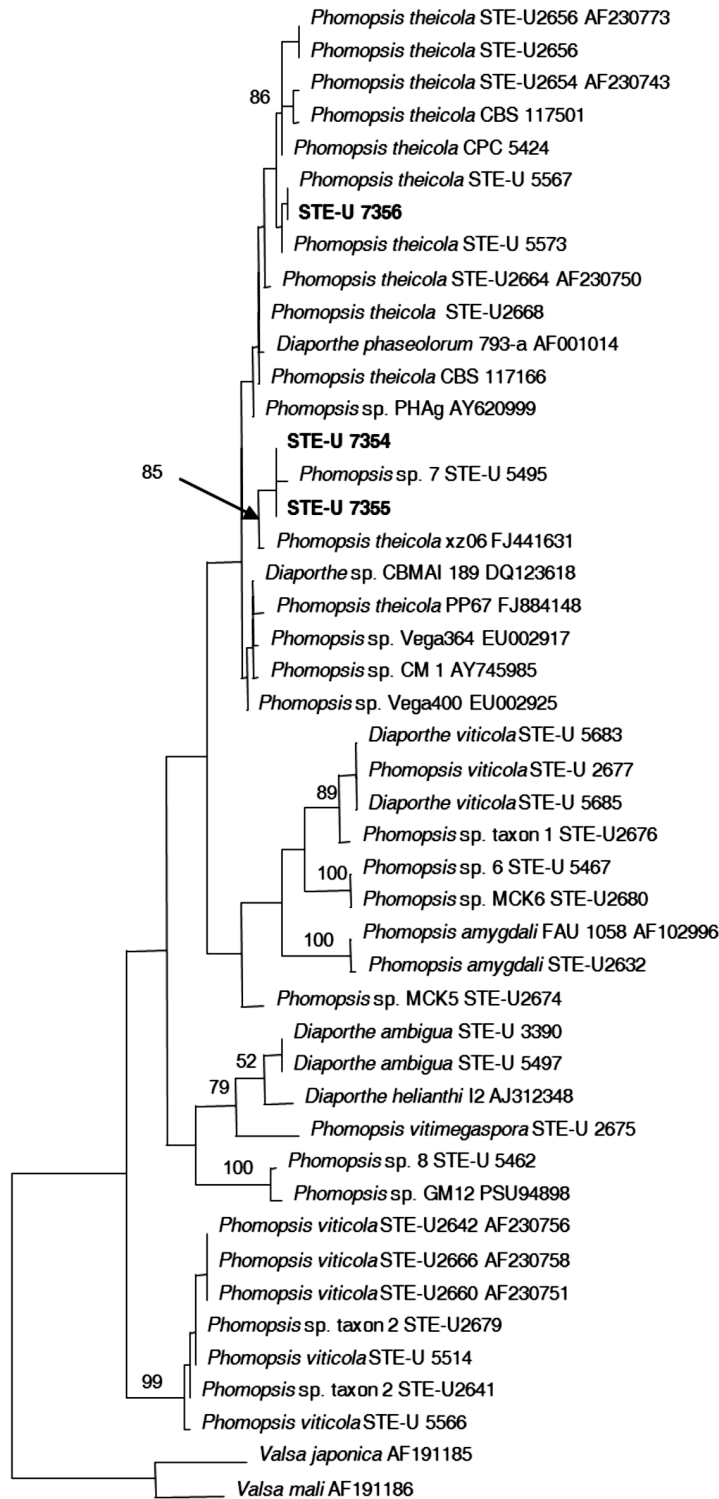 Phomopsis theicola STE-U2656 AF230773
Phomopsis theicola STE-U2656
Phomopsis theicola STE-U2654 AF230743
86
Phomopsis theicola CBS 117501
Phomopsis theicola CPC 5424
Phomopsis theicola STE-U 5567
STE-U 7356
Phomopsis theicola STE-U 5573
Phomopsis theicola STE-U2664 AF230750
Phomopsis theicola STE-U2668
Diaporthe phaseolorum 793-a AF001014
Phomopsis theicola CBS 117166
Phomopsis sp. PHAg AY620999
STE-U 7354
85
Phomopsis sp. 7 STE-U 5495
STE-U 7355
Phomopsis theicola xz06 FJ441631
Diaporthe sp. CBMAI 189 DQ123618
Phomopsis theicola PP67 FJ884148
Phomopsis sp. Vega364 EU002917
Phomopsis sp. CM 1 AY745985
Phomopsis sp. Vega400 EU002925
Diaporthe viticola STE-U 5683
Phomopsis viticola STE-U 2677
89
Diaporthe viticola STE-U 5685
Phomopsis sp. taxon 1 STE-U2676
Phomopsis sp. 6 STE-U 5467
100
Phomopsis sp. MCK6 STE-U2680
Phomopsis amygdali FAU 1058 AF102996
100
Phomopsis amygdali STE-U2632
Phomopsis sp. MCK5 STE-U2674
Diaporthe ambigua STE-U 3390
52
Diaporthe ambigua STE-U 5497
79
Diaporthe helianthi I2 AJ312348
Phomopsis vitimegaspora STE-U 2675
Phomopsis sp. 8 STE-U 5462
100
Phomopsis sp. GM12 PSU94898
Phomopsis viticola STE-U2642 AF230756
Phomopsis viticola STE-U2666 AF230758
Phomopsis viticola STE-U2660 AF230751
Phomopsis sp. taxon 2 STE-U2679
Phomopsis viticola STE-U 5514
99
Phomopsis sp. taxon 2 STE-U2641
Phomopsis viticola STE-U 5566
Valsa japonica AF191185
Valsa mali AF191186